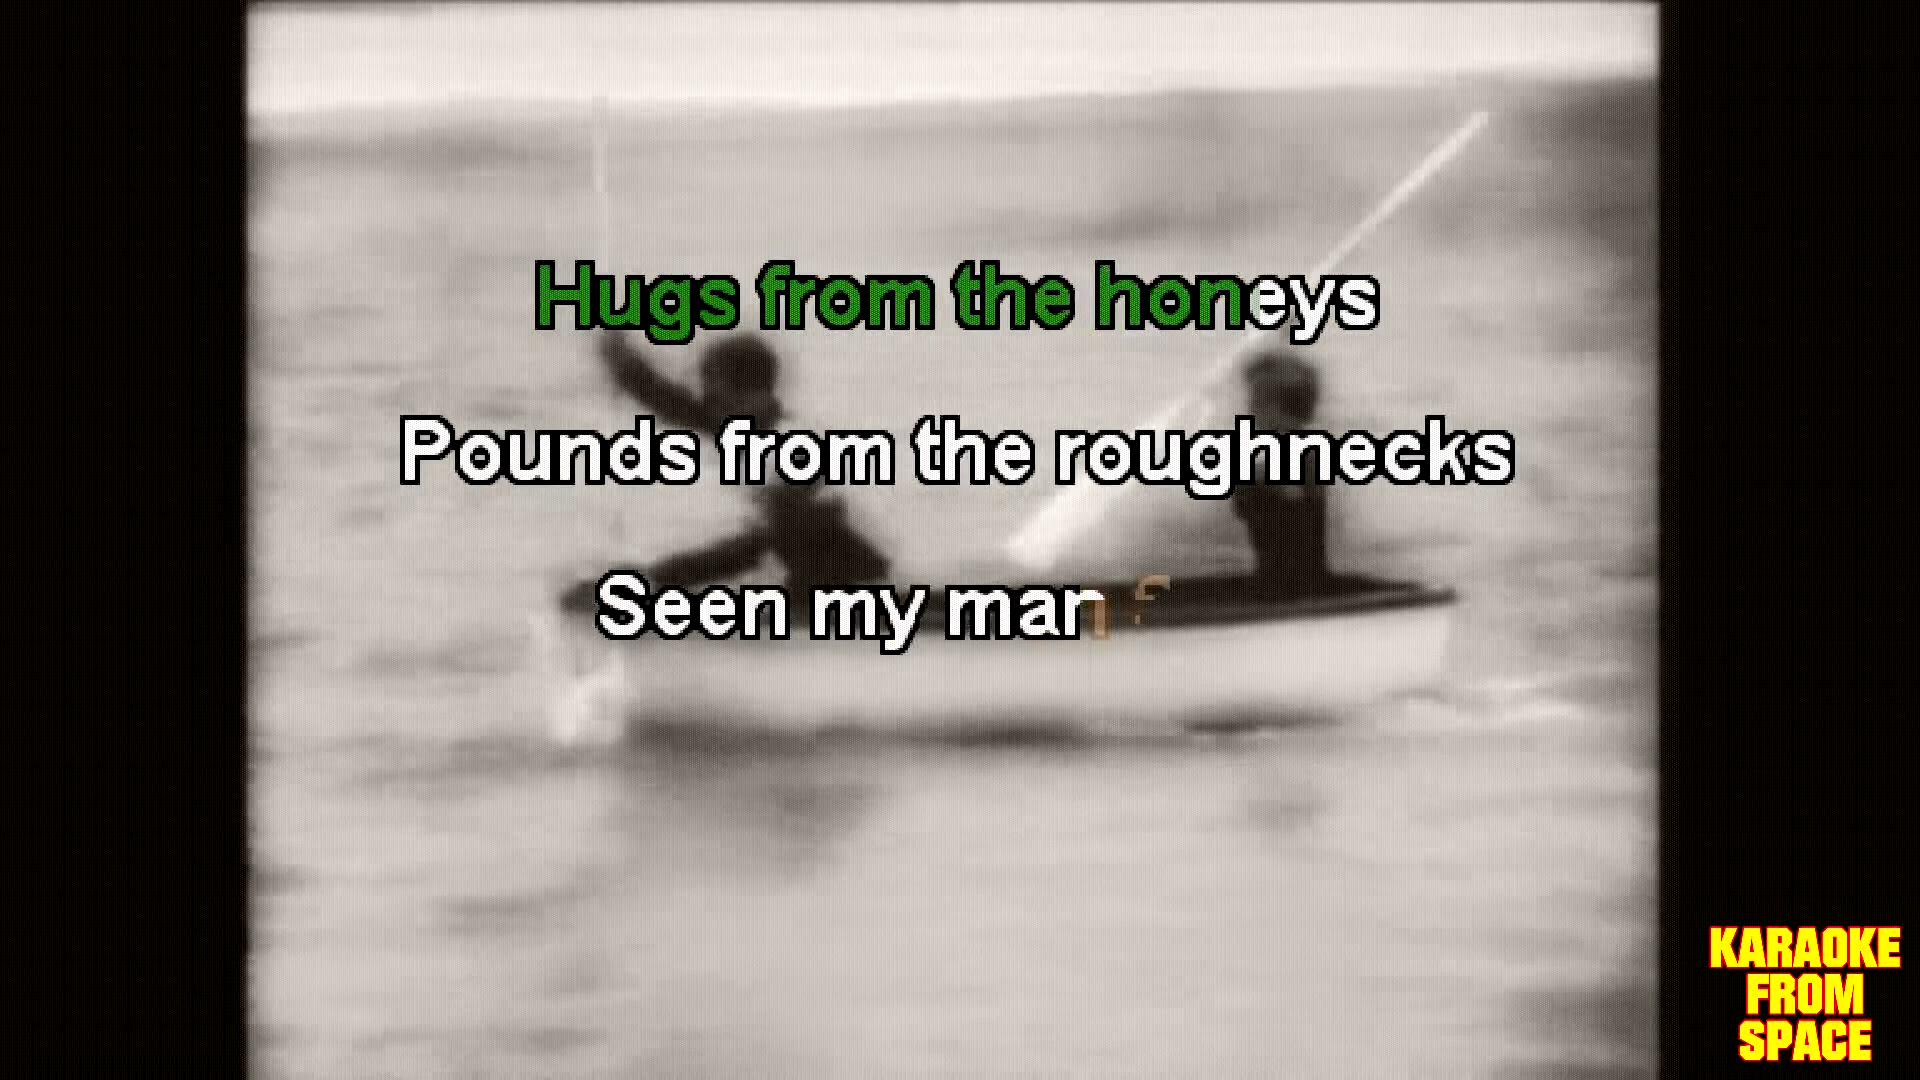 Hugs from the honeys
Pounds from the roughnecks
Seen my man
KARAOKE
FROM
SPACE